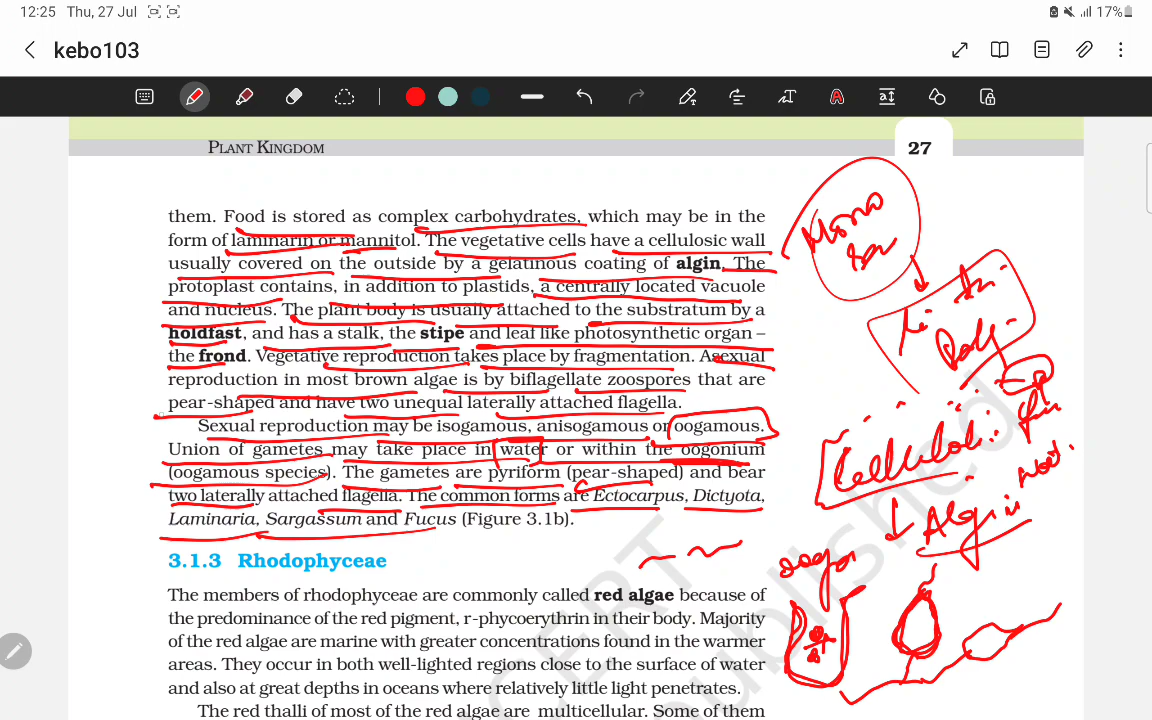 12:25 Thu, 27 Jul
17%
kebo103
PLANT KINGDOM
27
them. Food is stored as complex carbohydrates, which may be in the
form of laminarin or mannitol. The vegetative cells have a cellulosic wall
usually covered on the outside by a gelatinous coating of algin. The
protoplast contains, in addition to plastids, a centrally located vacuole
and nucleus. The plant body is usually attached to the substratum by a
holdfast, and has a stalk, the stipe and leaf like photosynthetic organ –
the frond. Vegetative reproduction takes place by fragmentation. Asexual
reproduction in most brown algae is by biflagellate zoospores that are
pear-shaped and have two unequal laterally attached flagella.
Sexual reproduction may be isogamous, anisogamous or oogamous.
Union of gametes may take place in water or within the oogonium
(oogamous species). The gametes are pyriform (pear-shaped) and bear
two laterally attached flagella. The common forms are Ectocarpus, Dictyota,
Laminaria, Sargassum and Fucus (Figure 3.1b).
3.1.3 Rhodophyceae
The members of rhodophyceae are commonly called red algae because of
the predominance of the red pigment, r-phycoerythrin in their body. Majority
of the red algae are marine with greater concentrations found in the warmer
areas. They occur in both well-lighted regions close to the surface of water
and also at great depths in oceans where relatively little light penetrates.
The red thalli of most of the red algae are multicellular. Some of them
Mono
Algin